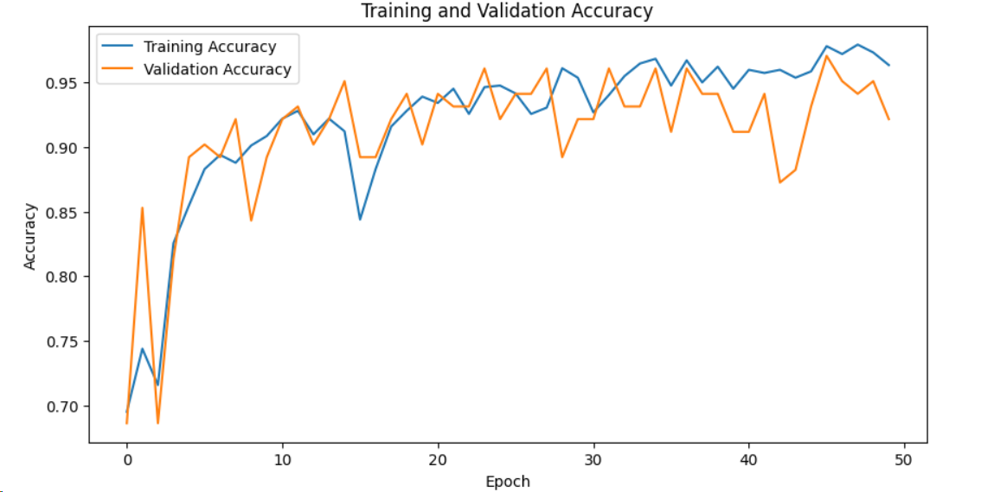 Training and Validation Accuracy
Training Accuracy
Validation Accuracy
0.95
0.90
0.85
0.80
0.75
0.70
Accuracy
0 10 20 30 40 50
Epoch